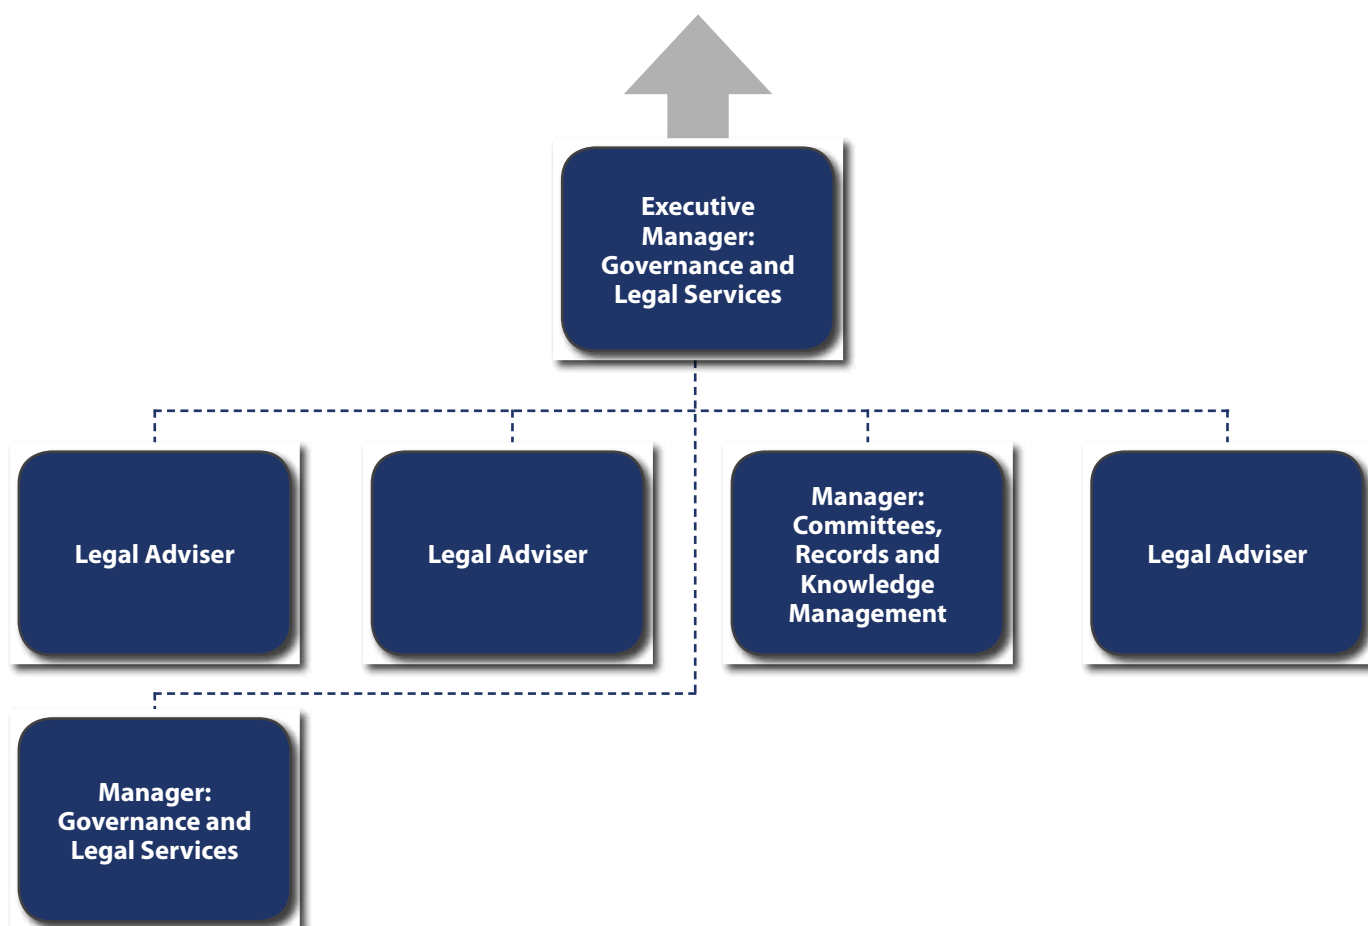 Executive
Manager:
Governance and
Legal Services
Legal Adviser
Legal Adviser
Manager:
Committees,
Records and
Knowledge
Management
Legal Adviser
Manager:
Governance and
Legal Services